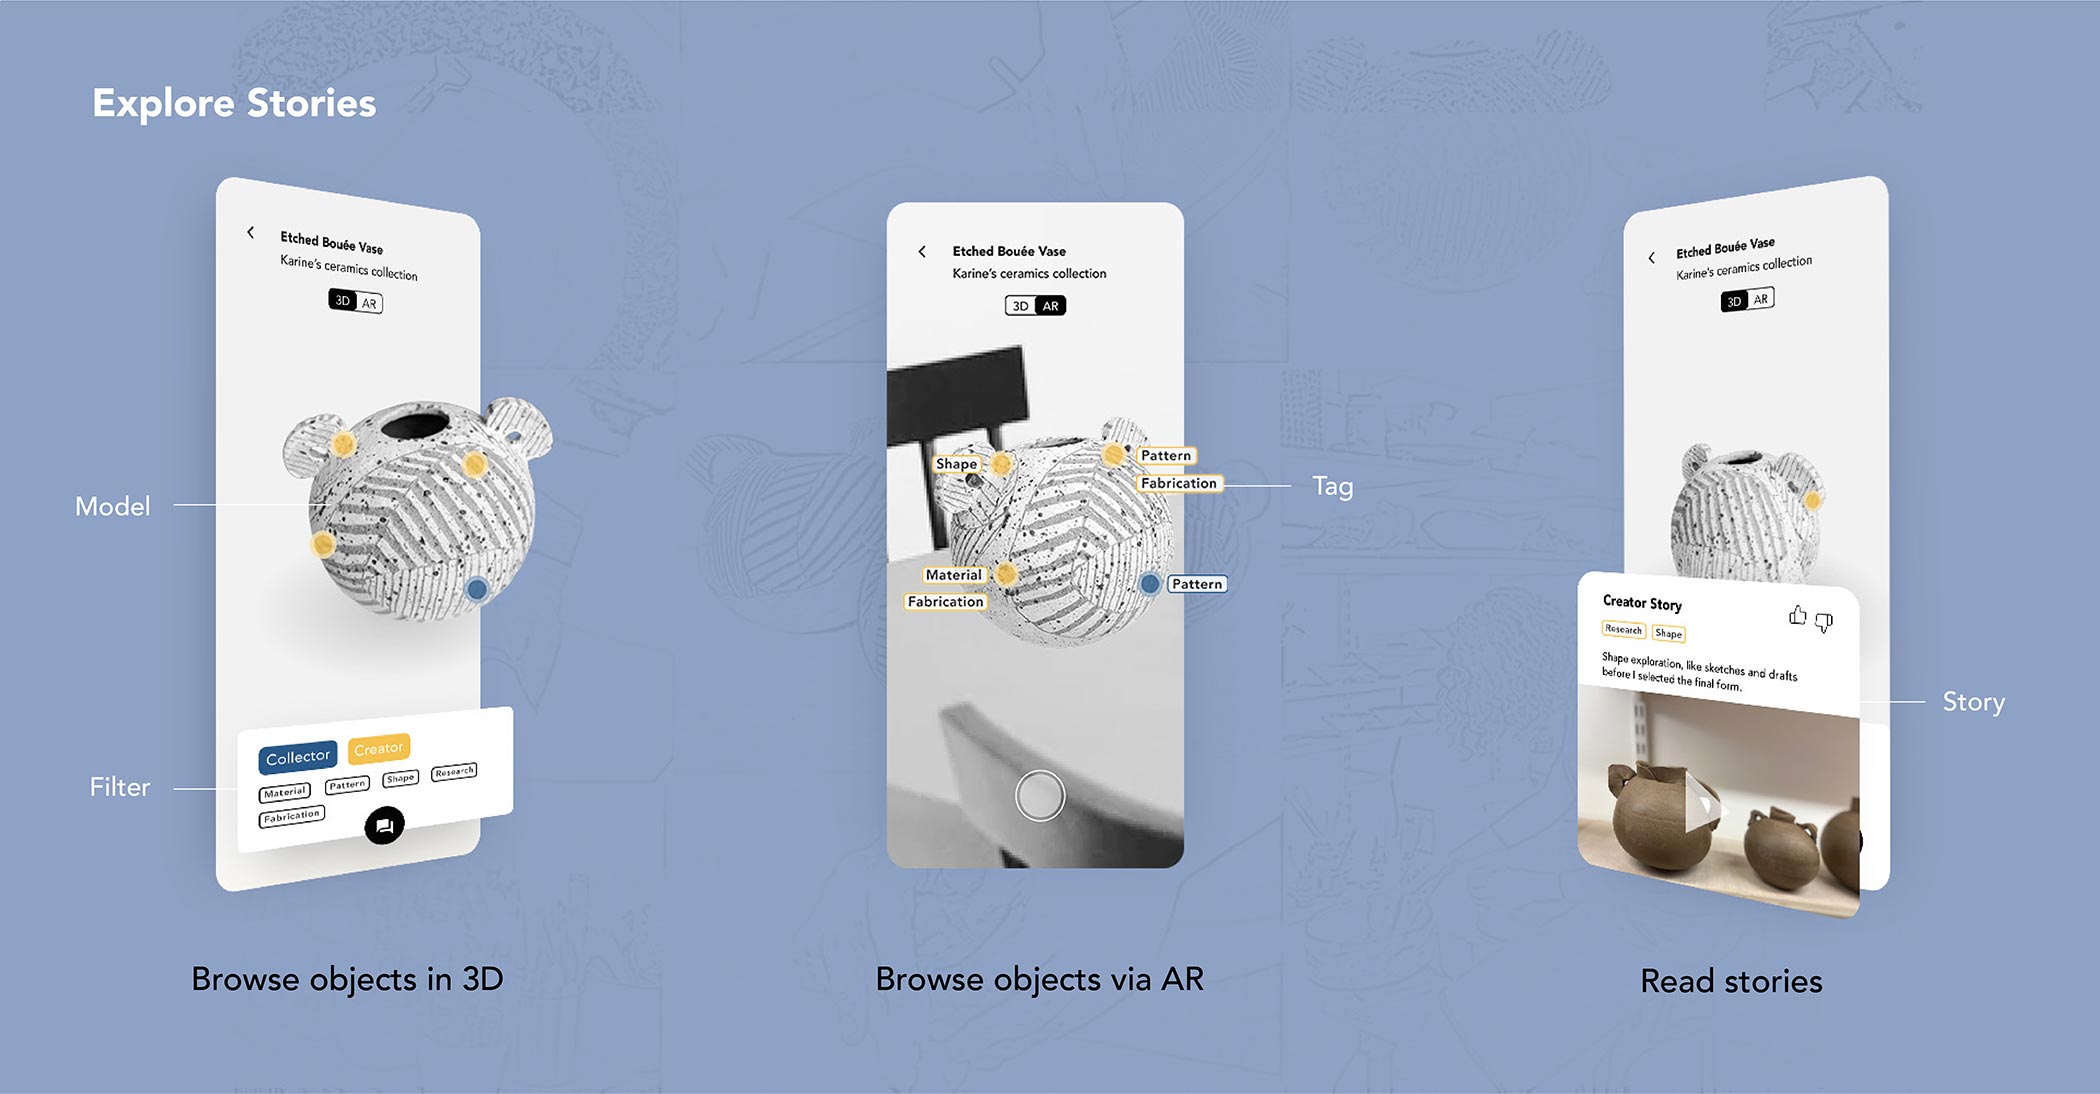 Explore Stories
Etched Bouée Vase
Karine's ceramics collection
3D AR
Model
Filter
Collector Creator
Material Pattern Shape Research
Fabrication
Browse objects in 3D
Etched Bouée Vase
Karine's ceramics collection
3D AR
Shape
Pattern
Fabrication
Tag
Material
Fabrication
Pattern
Browse objects via AR
Etched Bouée Vase
Karine's ceramics collection
3D AR
Creator Story
Research Shape
Shape exploration, like sketches and drafts
before I selected the final form.
Story
Read stories